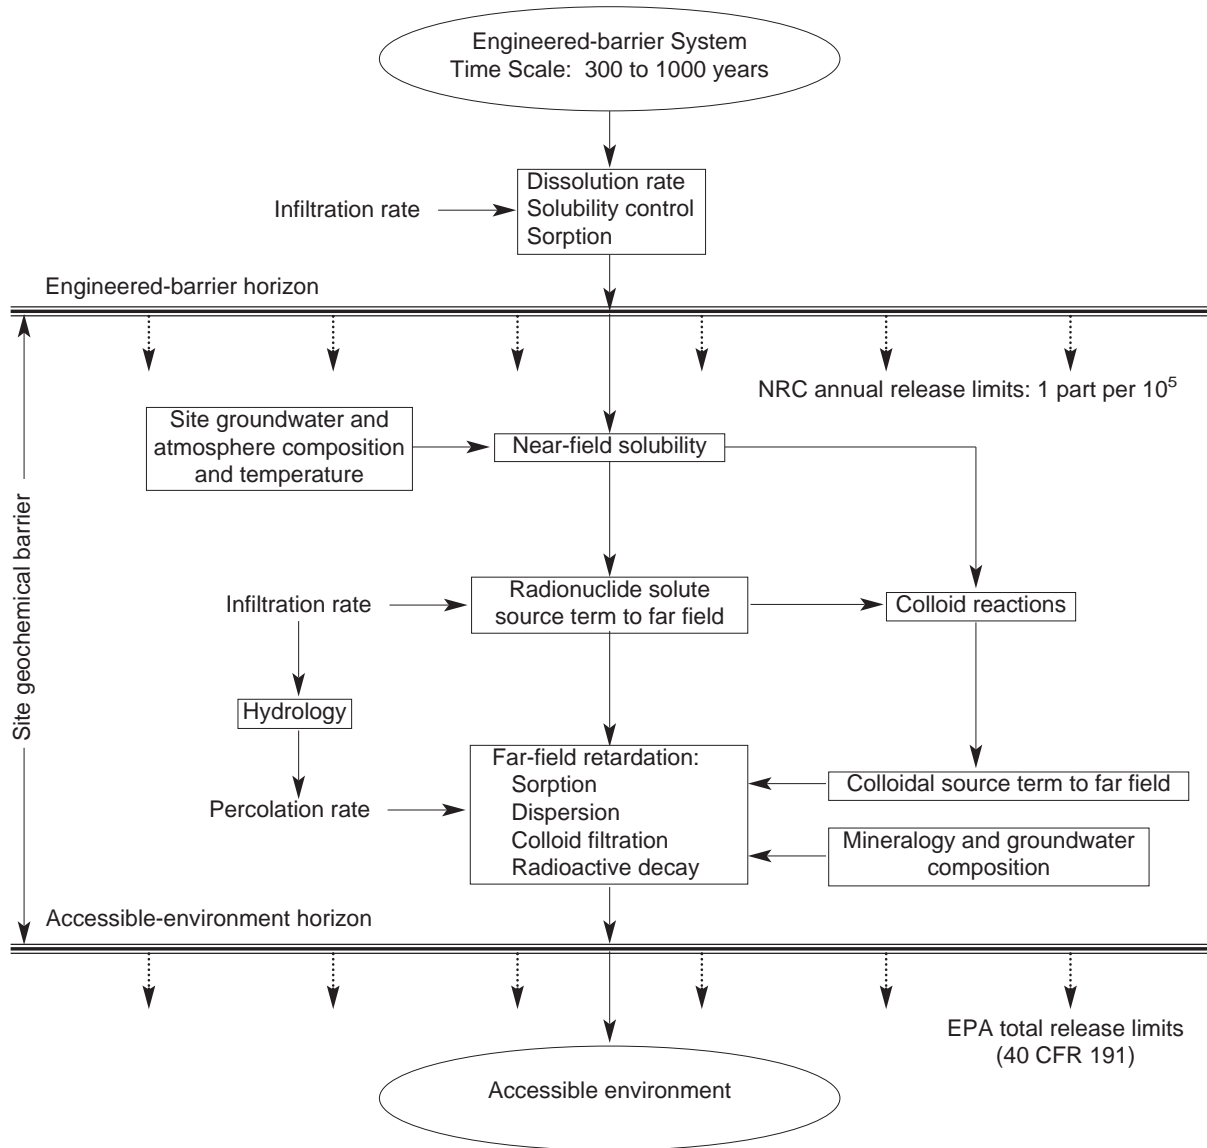 Engineered-barrier System
Time Scale: 300 to 1000 years
Infiltration rate
Dissolution rate
Solubility control
Sorption
Engineered-barrier horizon
NRC annual release limits: 1 part per 10⁵
Site groundwater and
atmosphere composition
and temperature
Near-field solubility
Site geochemical barrier
Infiltration rate
Radionuclide solute
source term to far field
Colloid reactions
Hydrology
Percolation rate
Far-field retardation:
Sorption
Dispersion
Colloid filtration
Radioactive decay
Colloidal source term to far field
Mineralogy and groundwater
composition
Accessible-environment horizon
EPA total release limits
(40 CFR 191)
Accessible environment